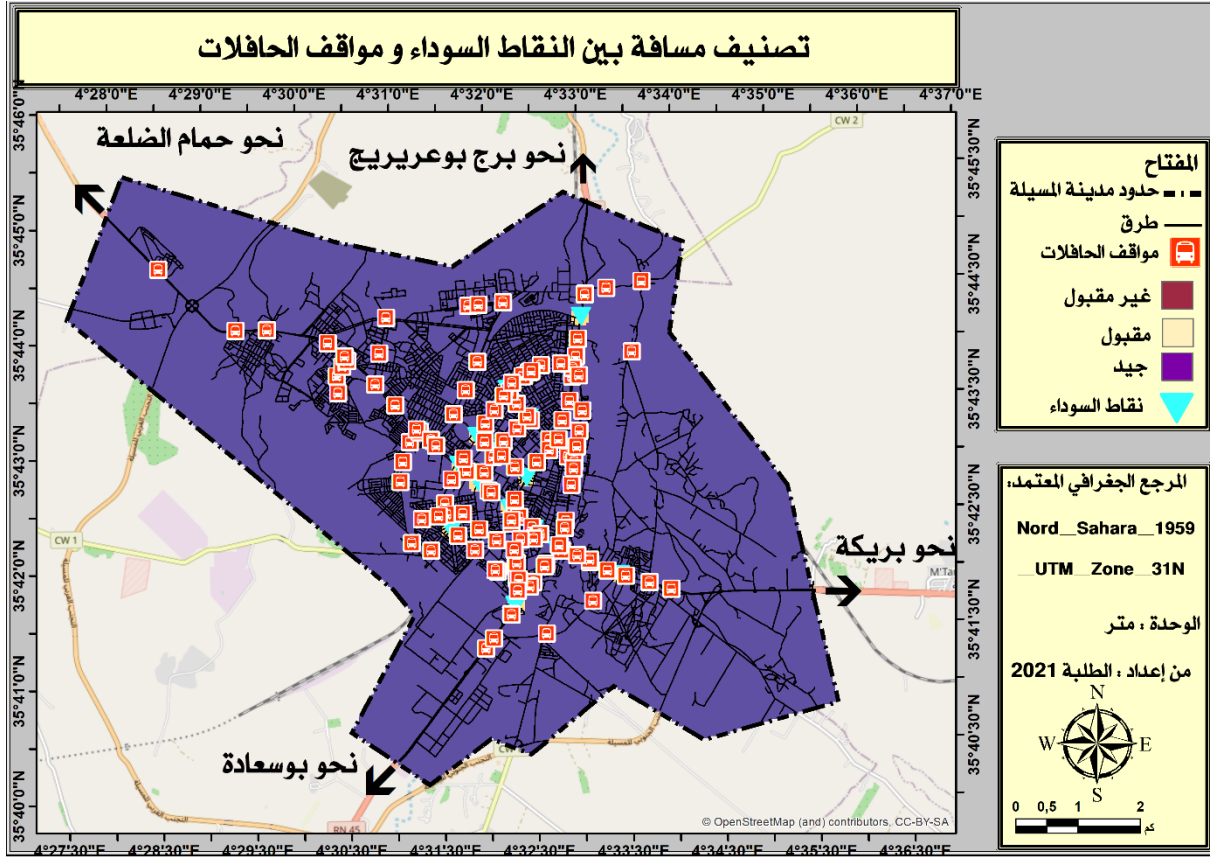 تصنيف مسافة بين النقاط السوداء و مواقف الحافلات
4°28'0"E 4°29'0"E 4°30'0"E 4°31'0"E 4°32'0"E 4°33'0"E 4°34'0"E 4°35'0"E 4°36'0"E 4°37'0"E
35°46'0"N
35°45'0"N
35°44'0"N
35°43'0"N
35°42'0"N
35°41'0"N
35°40'0"N
نحو حمام الضلعة
نحو برج بوعريريج
CW 2
CW 1
نحو بريكة
M'Tar
نحو بوسعادة
RN 45
© OpenStreetMap (and) contributors, CC-BY-SA
35°45'30"N
35°44'30"N
35°43'30"N
35°42'30"N
35°41'30"N
35°40'30"N
4°27'30"E 4°28'30"E 4°29'30"E 4°30'30"E 4°31'30"E 4°32'30"E 4°33'30"E 4°34'30"E 4°35'30"E 4°36'30"E
المفتاح
حدود مدينة المسيلة
طرق
مواقف الحافلات
غير مقبول
مقبول
جيد
نقاط السوداء
المرجع الجغرافي المعتمد:
Nord__Sahara__1959
__UTM__Zone__31N
الوحدة : متر
من إعداد : الطلبة 2021
N
W E
S
0 0,5 1 2
كم